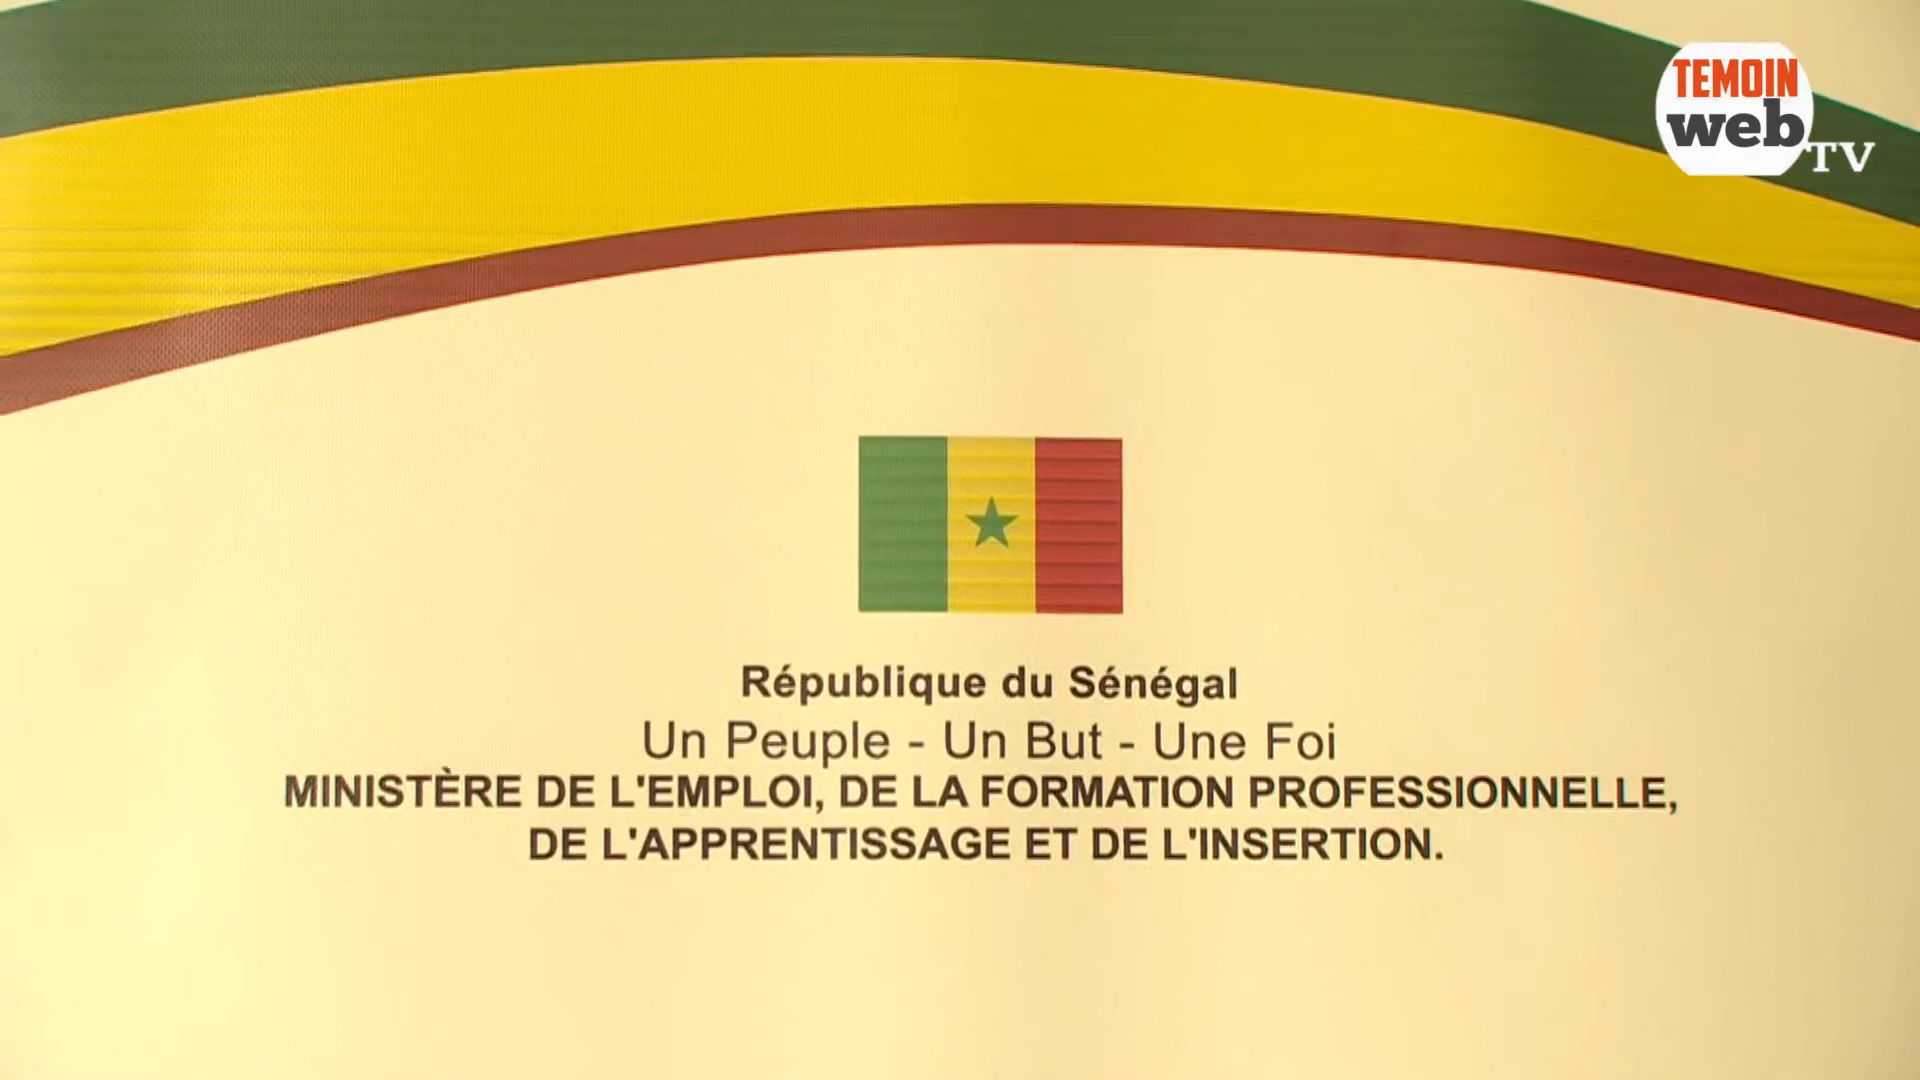 TEMOIN
web
TV
République du Sénégal
Un Peuple - Un But - Une Foi
MINISTÈRE DE L'EMPLOI, DE LA FORMATION PROFESSIONNELLE,
DE L'APPRENTISSAGE ET DE L'INSERTION.